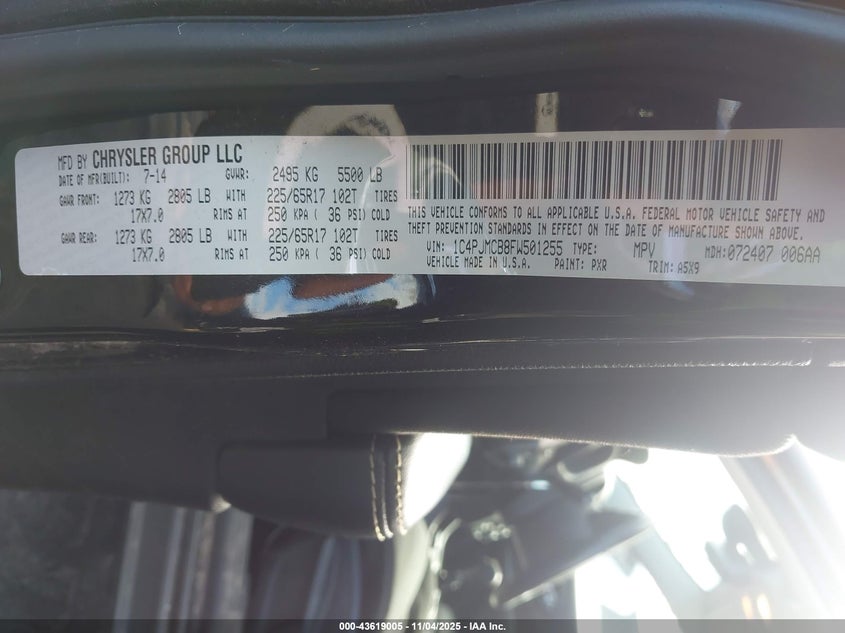 MFD BY CHRYSLER GROUP LLC
DATE OF MFR(BUILT): 7-14 GVWR: 2495 KG 5500 LB
GAWR FRONT: 1273 KG 2805 LB WITH 225/65R17 102T TIRES
17X7.0 RIMS AT 250 KPA ( 36 PSI) COLD
GAWR REAR: 1273 KG 2805 LB WITH 225/65R17 102T TIRES
17X7.0 RIMS AT 250 KPA ( 36 PSI) COLD
THIS VEHICLE CONFORMS TO ALL APPLICABLE U.S.A. FEDERAL MOTOR VEHICLE SAFETY AND
THEFT PREVENTION STANDARDS IN EFFECT ON THE DATE OF MANUFACTURE SHOWN ABOVE.
VIN: 1C4PJMCB8FW501255 TYPE: MPV MDH: 072407 006AA
VEHICLE MADE IN U.S.A. PAINT: PXR TRIM: A5X9
000-43619005 - 11/04/2025 - IAA Inc.